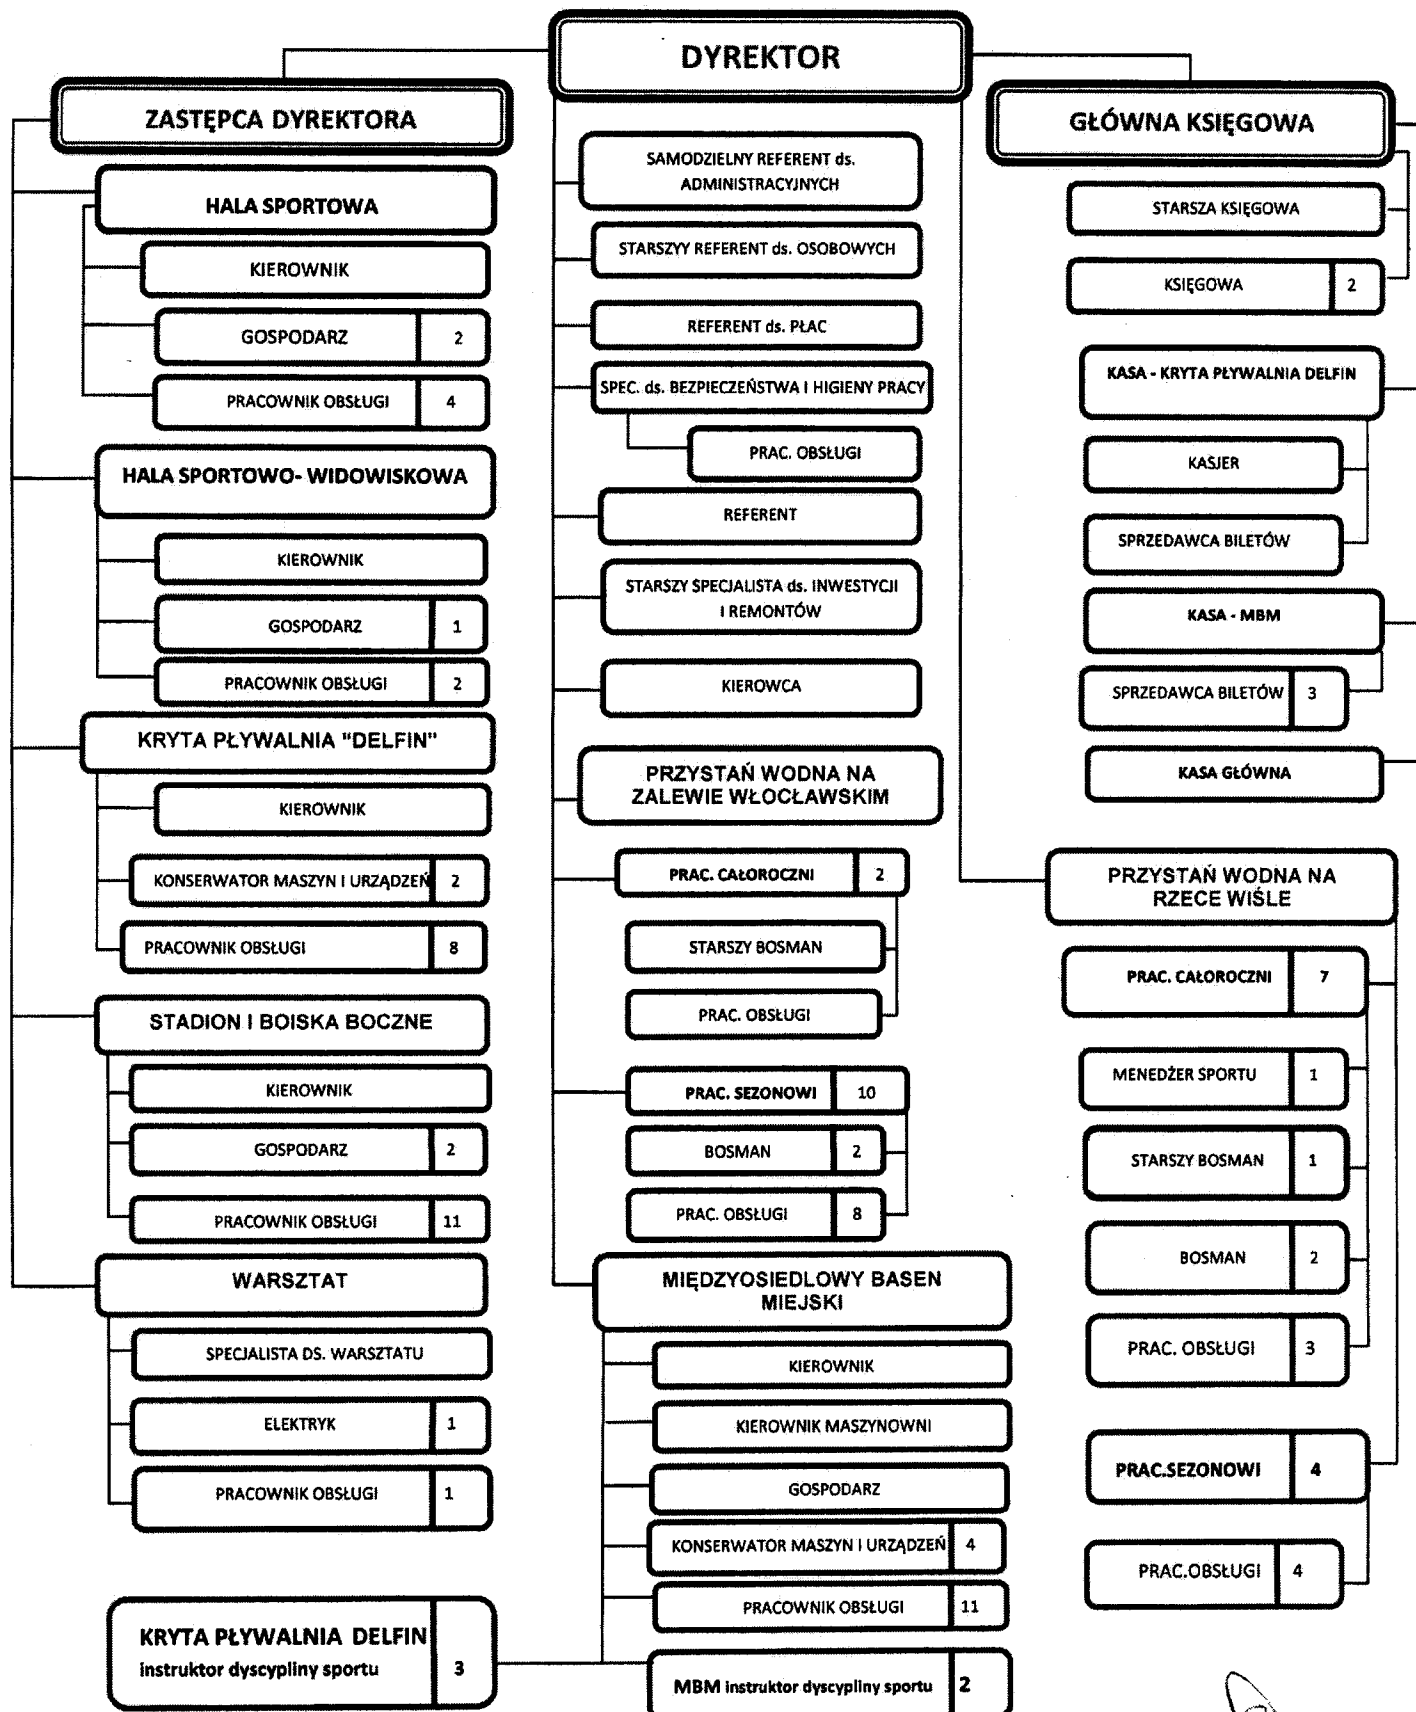 DYREKTOR
ZASTĘPCA DYREKTORA
HALA SPORTOWA
KIEROWNIK
GOSPODARZ 2
PRACOWNIK OBSŁUGI 4
HALA SPORTOWO- WIDOWISKOWA
KIEROWNIK
GOSPODARZ 1
PRACOWNIK OBSŁUGI 2
KRYTA PŁYWALNIA "DELFIN"
KIEROWNIK
KONSERWATOR MASZYN I URZĄDZEŃ 2
PRACOWNIK OBSŁUGI 8
STADION I BOISKA BOCZNE
KIEROWNIK
GOSPODARZ 2
PRACOWNIK OBSŁUGI 11
WARSZTAT
SPECJALISTA DS. WARSZTATU
ELEKTRYK 1
PRACOWNIK OBSŁUGI 1
KRYTA PŁYWALNIA DELFIN
instruktor dyscypliny sportu 3
SAMODZIELNY REFERENT ds.
ADMINISTRACYJNYCH
STARSZYY REFERENT ds. OSOBOWYCH
REFERENT ds. PŁAC
SPEC. ds. BEZPIECZEŃSTWA I HIGIENY PRACY
PRAC. OBSŁUGI
REFERENT
STARSZY SPECJALISTA ds. INWESTYCJI
I REMONTÓW
KIEROWCA
PRZYSTAŃ WODNA NA
ZALEWIE WŁOCŁAWSKIM
PRAC. CAŁOROCZNI 2
STARSZY BOSMAN
PRAC. OBSŁUGI
PRAC. SEZONOWI 10
BOSMAN 2
PRAC. OBSŁUGI 8
MIĘDZYOSIEDLOWY BASEN
MIEJSKI
KIEROWNIK
KIEROWNIK MASZYNOWNI
GOSPODARZ
KONSERWATOR MASZYN I URZĄDZEŃ 4
PRACOWNIK OBSŁUGI 11
MBM instruktor dyscypliny sportu 2
GŁÓWNA KSIĘGOWA
STARSZA KSIĘGOWA
KSIĘGOWA 2
KASA - KRYTA PŁYWALNIA DELFIN
KASJER
SPRZEDAWCA BILETÓW
KASA - MBM
SPRZEDAWCA BILETÓW 3
KASA GŁÓWNA
PRZYSTAŃ WODNA NA
RZECE WIŚLE
PRAC. CAŁOROCZNI 7
MENEDŻER SPORTU 1
STARSZY BOSMAN 1
BOSMAN 2
PRAC. OBSŁUGI 3
PRAC.SEZONOWI 4
PRAC.OBSŁUGI 4